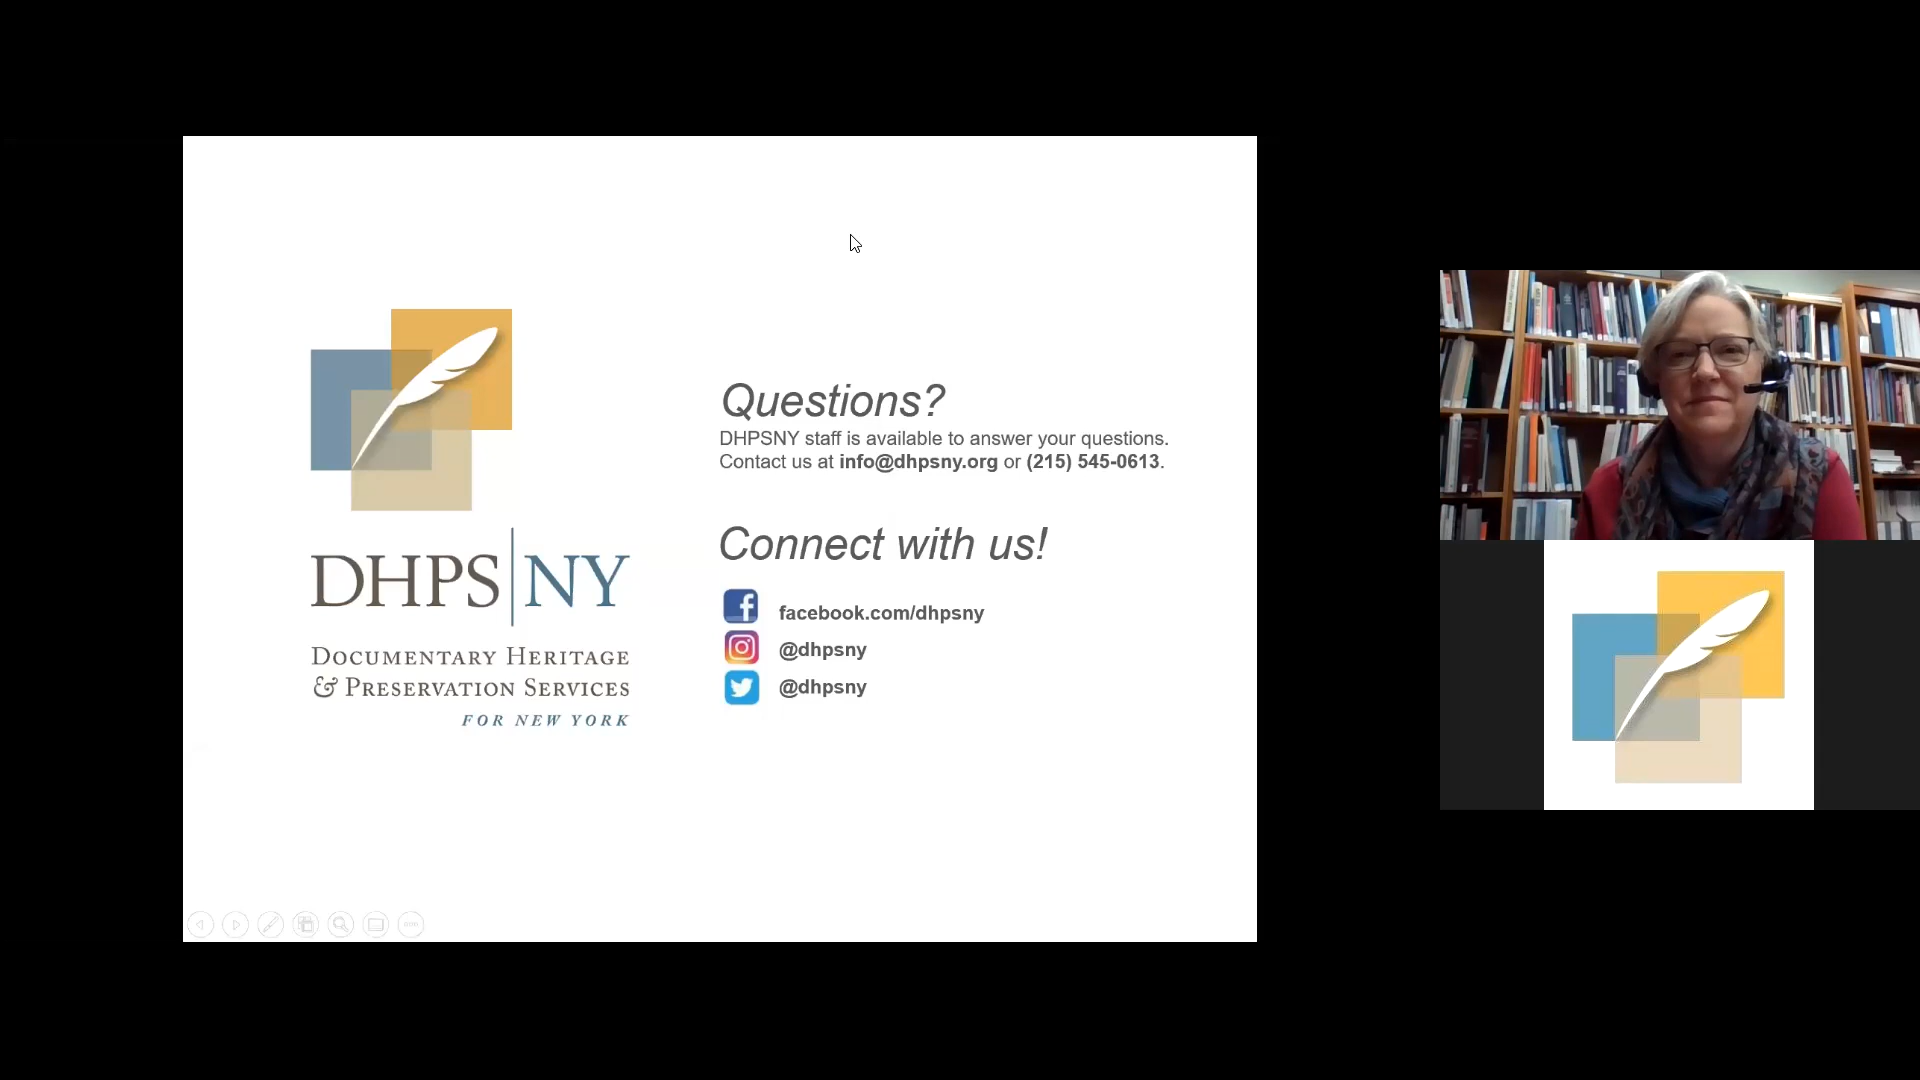 Questions?
DHPSNY staff is available to answer your questions.
Contact us at info@dhpsny.org or (215) 545-0613.
Connect with us!
facebook.com/dhpsny
@dhpsny
@dhpsny
DHPS|NY
DOCUMENTARY HERITAGE
& PRESERVATION SERVICES
FOR NEW YORK